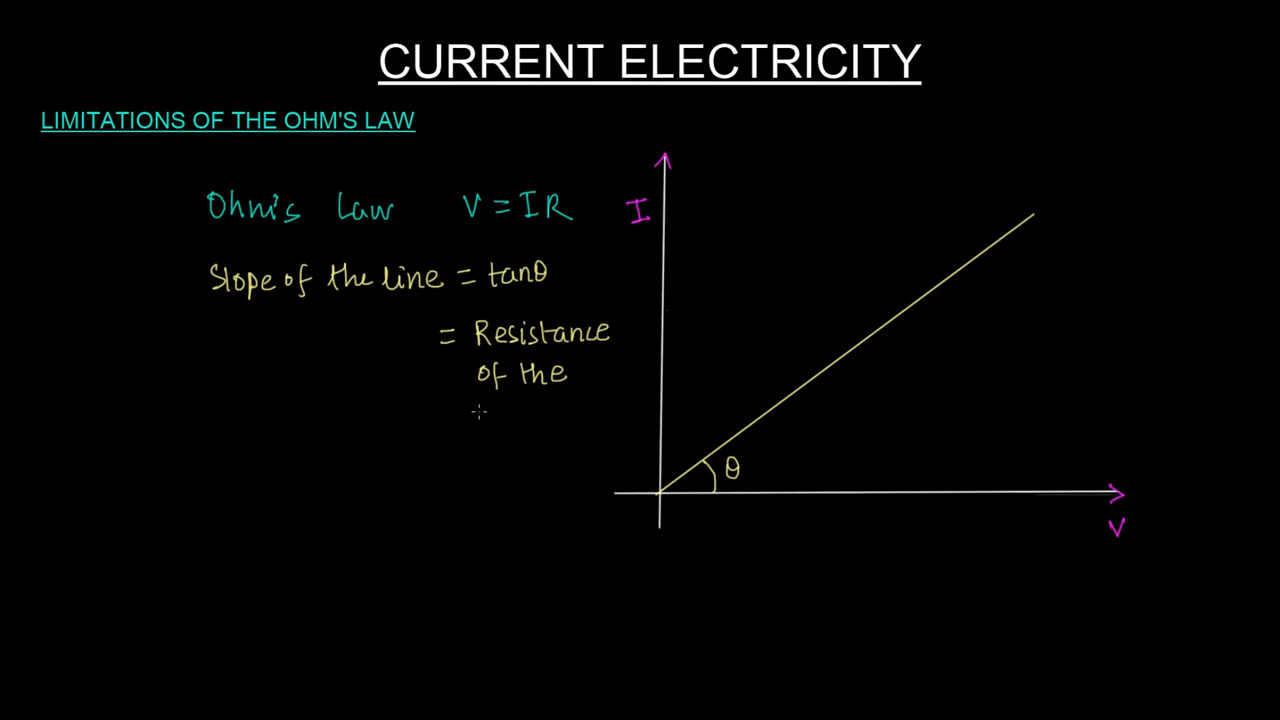 CURRENT ELECTRICITY
LIMITATIONS OF THE OHM'S LAW
Ohm's Law V = IR
Slope of the line = tanθ
= Resistance
of the
I
θ
V